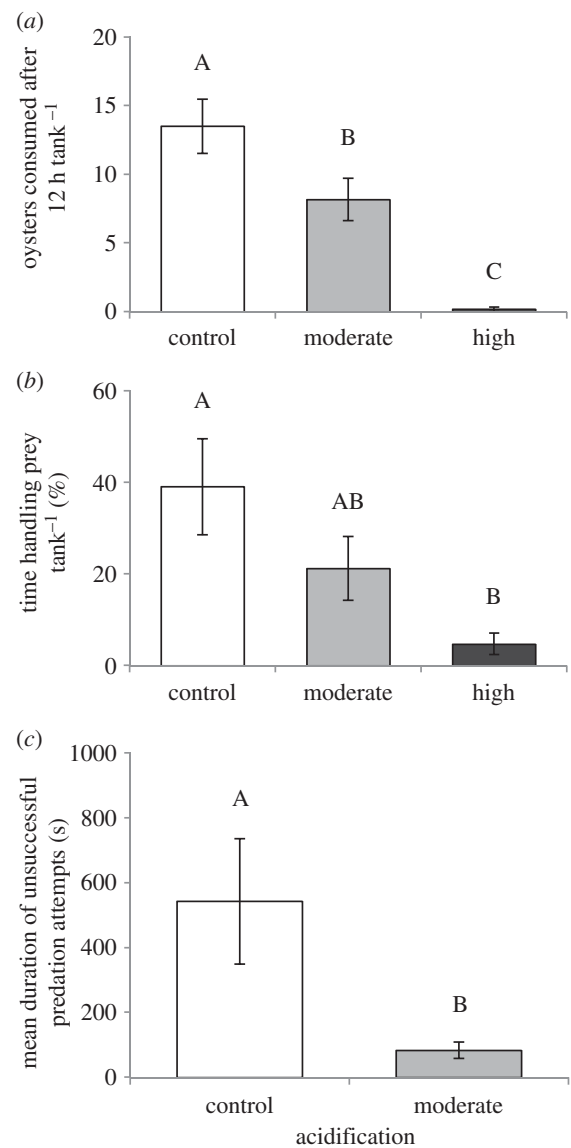 (a)
oysters consumed after
12 h tank⁻¹
20
15
10
5
0
A
B
C
control moderate high
(b)
time handling prey
tank⁻¹ (%)
60
40
20
0
A
AB
B
control moderate high
(c)
mean duration of unsuccessful
predation attempts (s)
1000
800
600
400
200
0
A
B
control moderate
acidification